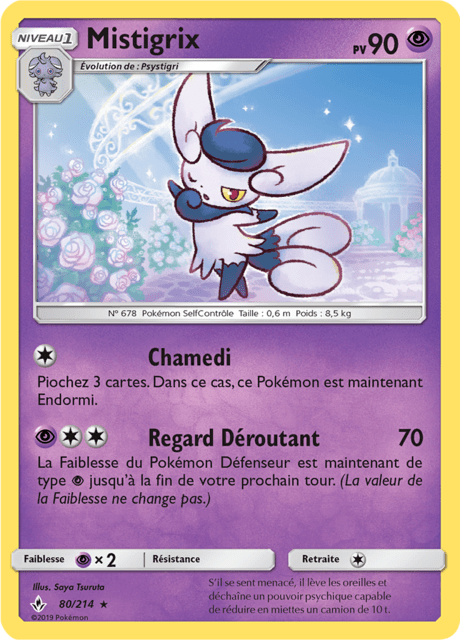 NIVEAU 1
Mistigrix
PV 90
Évolution de : Psystigri
N° 678 Pokémon SelfContrôle Taille : 0,6 m Poids : 8,5 kg
Chamedi
Piochez 3 cartes. Dans ce cas, ce Pokémon est maintenant
Endormi.
Regard Déroutant 70
La Faiblesse du Pokémon Défenseur est maintenant de
type jusqu'à la fin de votre prochain tour. (La valeur de
la Faiblesse ne change pas.)
Faiblesse ×2 Résistance Retraite
Illus. Saya Tsuruta
80/214 ★
©2019 Pokémon
S'il se sent menacé, il lève les oreilles et
déchaîne un pouvoir psychique capable
de réduire en miettes un camion de 10 t.